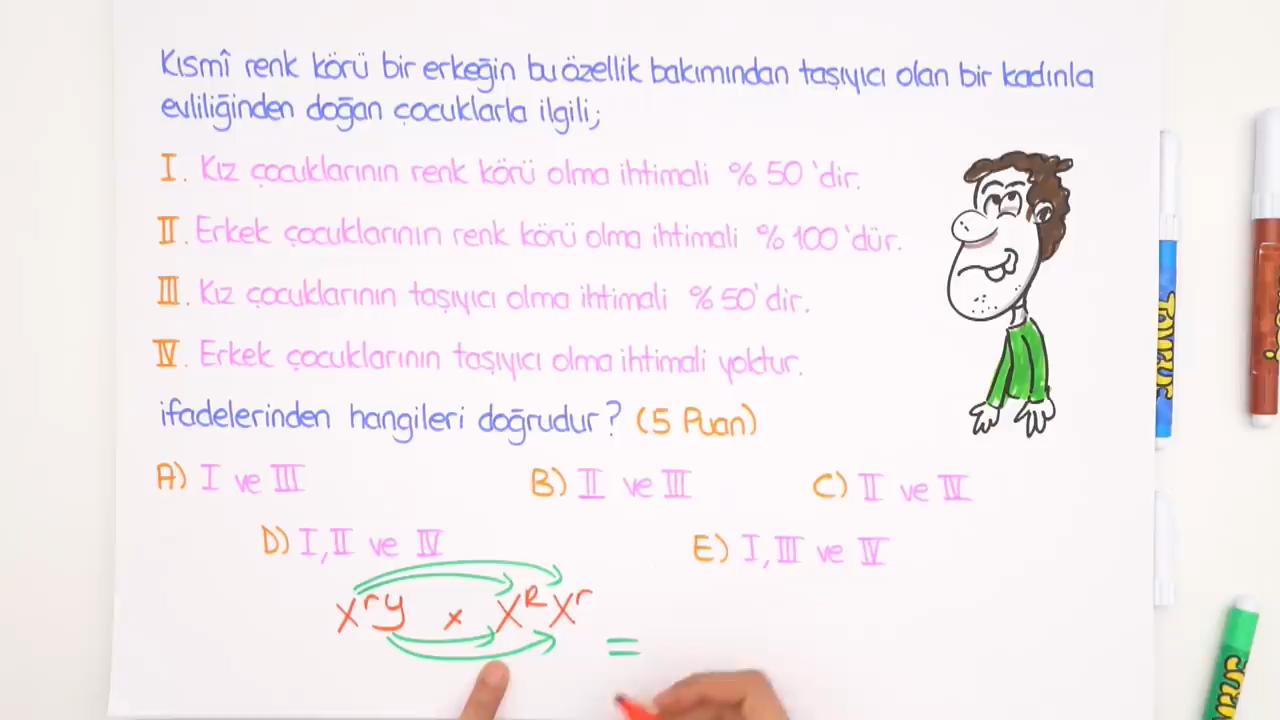 Kısmî renk körü bir erkeğin bu özellik bakımından taşıyıcı olan bir kadınla
evliliğinden doğan çocuklarla ilgili;
I. Kız çocuklarının renk körü olma ihtimali % 50'dir.
II. Erkek çocuklarının renk körü olma ihtimali % 100'dür.
III. Kız çocuklarının taşıyıcı olma ihtimali % 50'dir.
IV. Erkek çocuklarının taşıyıcı olma ihtimali yoktur.
ifadelerinden hangileri doğrudur? (5 Puan)
A) I ve III B) II ve III C) II ve IV
D) I, II ve IV E) I, III ve IV
XʳY x XᴿXʳ =